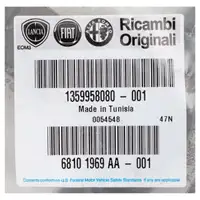 LANCIA
FIAT
Ricambi
Originali
1359958080 - 001
Made in Tunisia
0054548 47N
6810 1969 AA - 001